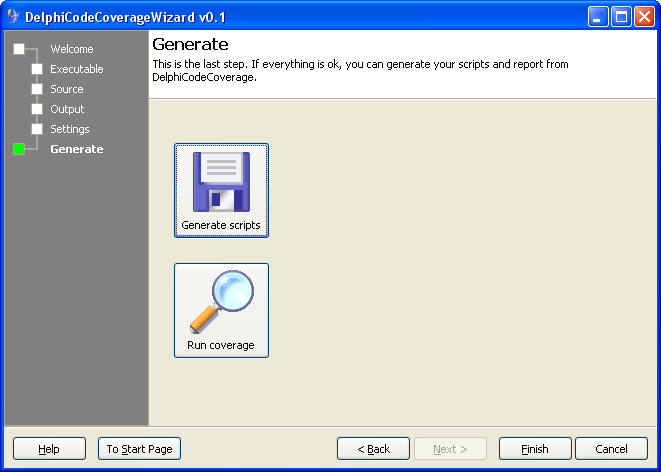 DelphiCodeCoverageWizard v0.1
Welcome
Executable
Source
Output
Settings
Generate
Generate
This is the last step. If everything is ok, you can generate your scripts and report from
DelphiCodeCoverage.
Generate scripts
Run coverage
Help
To Start Page
< Back
Next >
Finish
Cancel